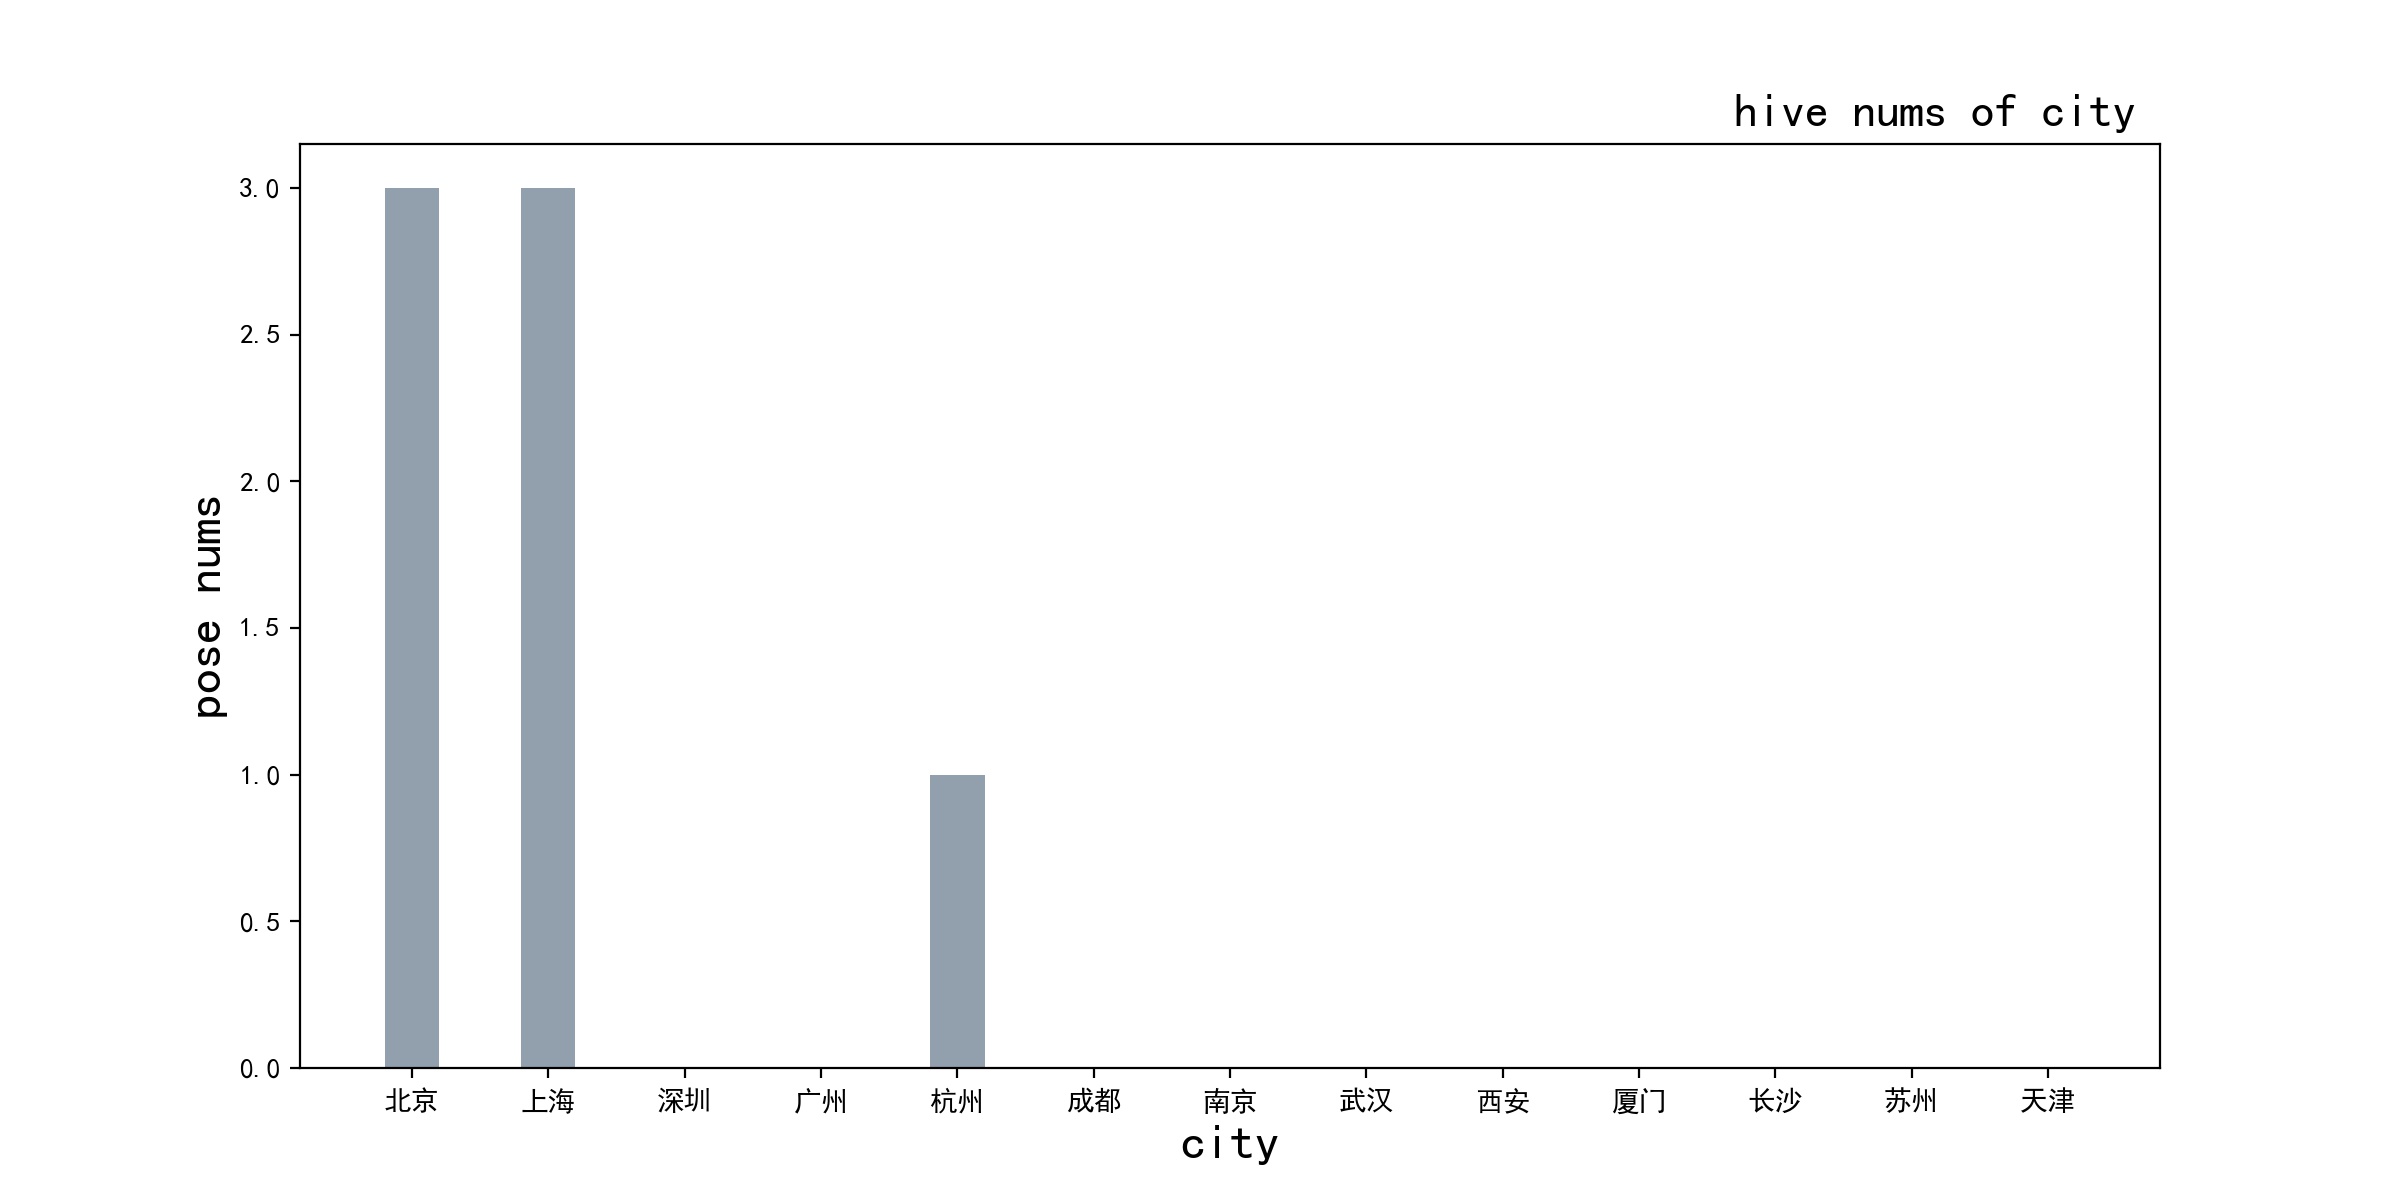 hive nums of city
3.0
2.5
2.0
1.5
1.0
0.5
0.0
pose nums
北京 上海 深圳 广州 杭州 成都 南京 武汉 西安 厦门 长沙 苏州 天津
city